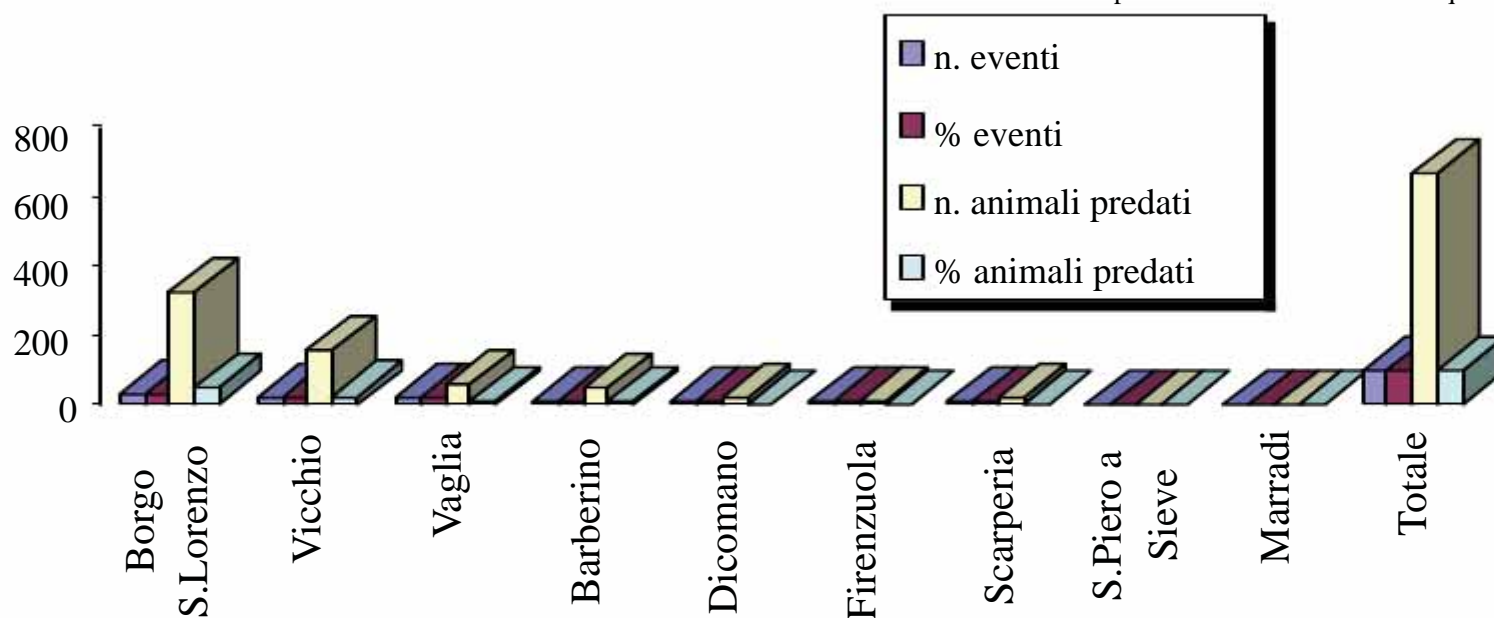 n. eventi
% eventi
n. animali predati
% animali predati
800
600
400
200
0
Borgo
S.Lorenzo
Vicchio
Vaglia
Barberino
Dicomano
Firenzuola
Scarperia
S.Piero a
Sieve
Marradi
Totale